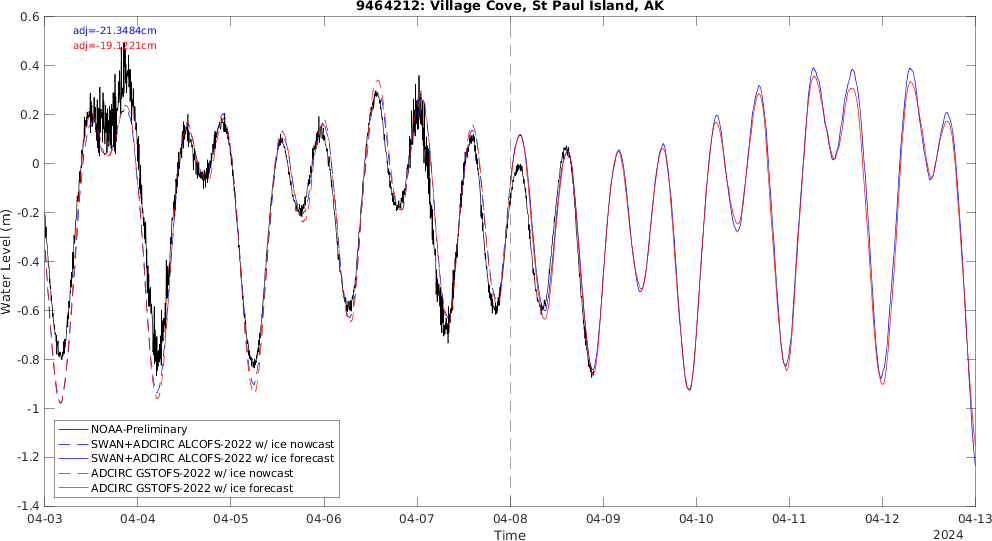 9464212: Village Cove, St Paul Island, AK
adj=-21.3484cm
adj=-19.1221cm
Water Level (m)
0.6
0.4
0.2
0
-0.2
-0.4
-0.6
-0.8
-1
-1.2
-1.4
NOAA-Preliminary
SWAN+ADCIRC ALCOFS-2022 w/ ice nowcast
SWAN+ADCIRC ALCOFS-2022 w/ ice forecast
ADCIRC GSTOFS-2022 w/ ice nowcast
ADCIRC GSTOFS-2022 w/ ice forecast
04-03 04-04 04-05 04-06 04-07 04-08 04-09 04-10 04-11 04-12 04-13
Time
2024